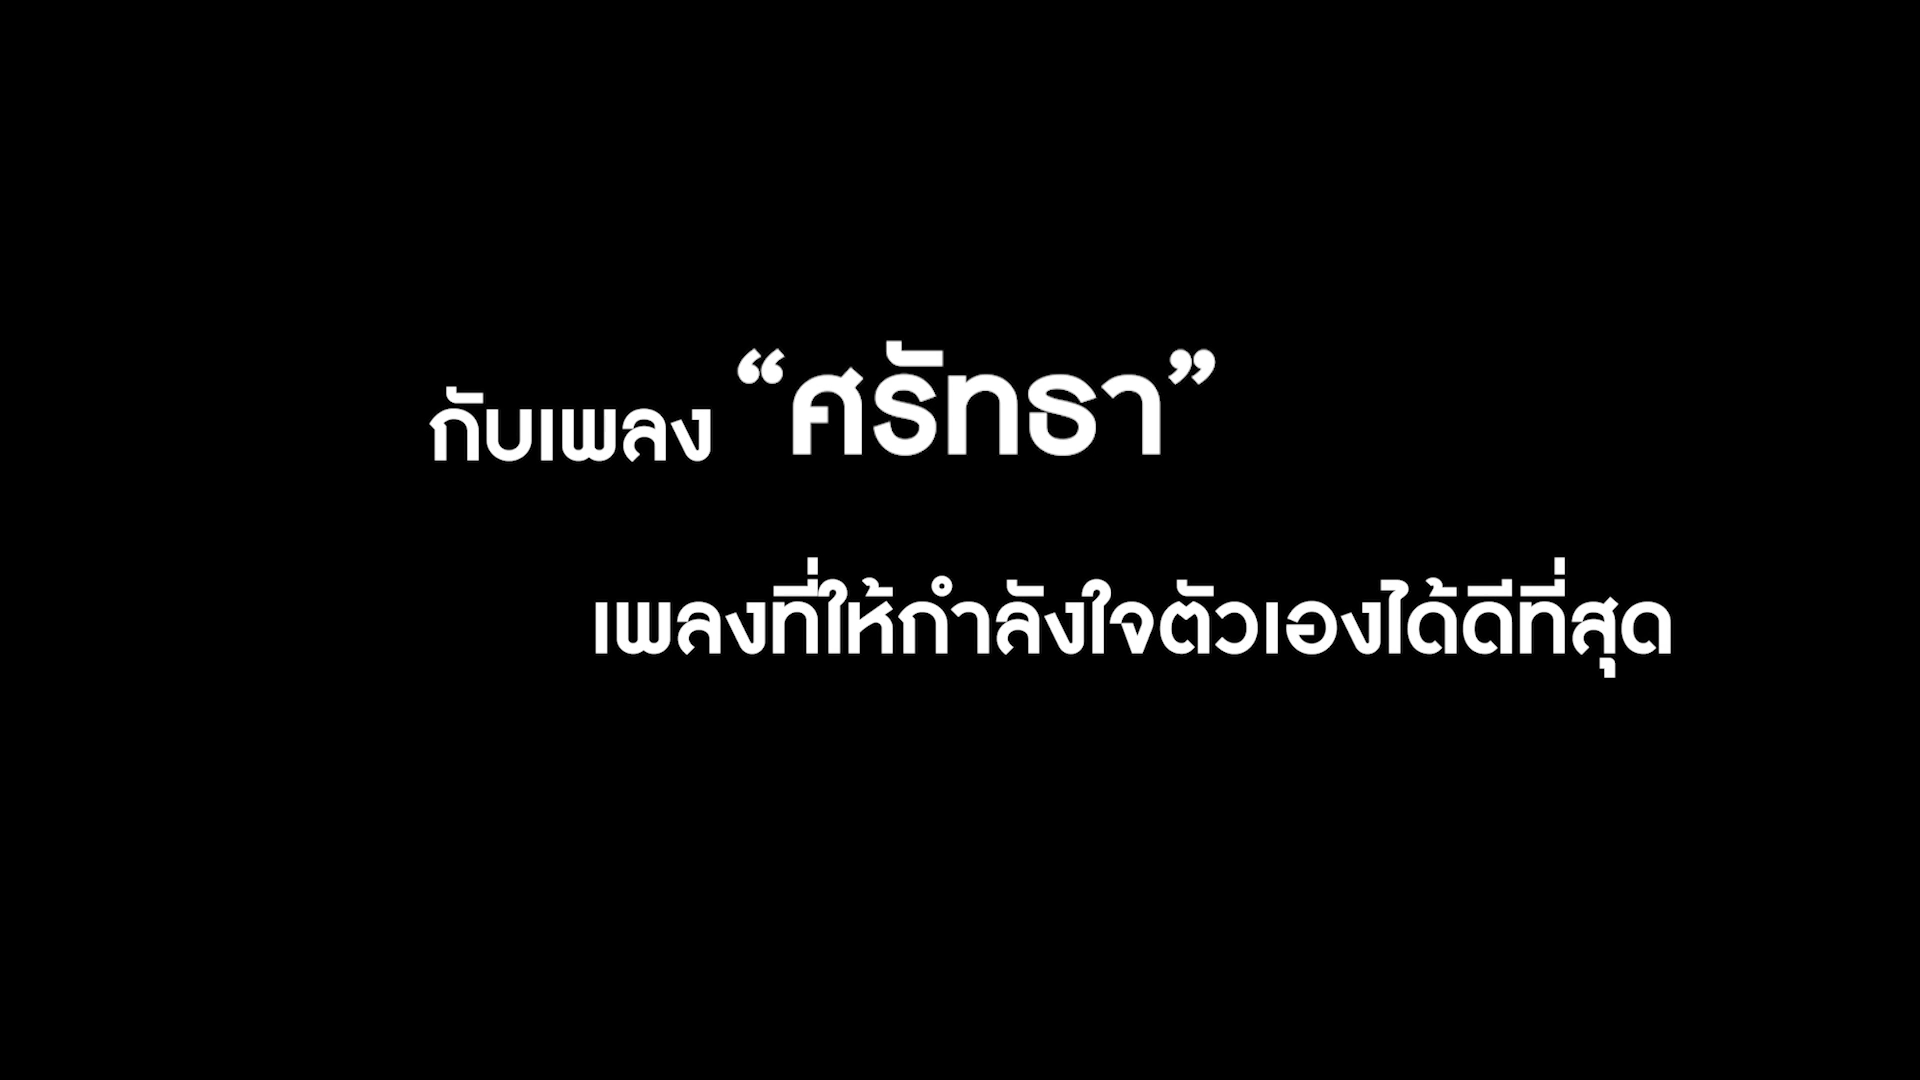 กับเพลง “ศรัทธา”
เพลงที่ให้กำลังใจตัวเองได้ดีที่สุด